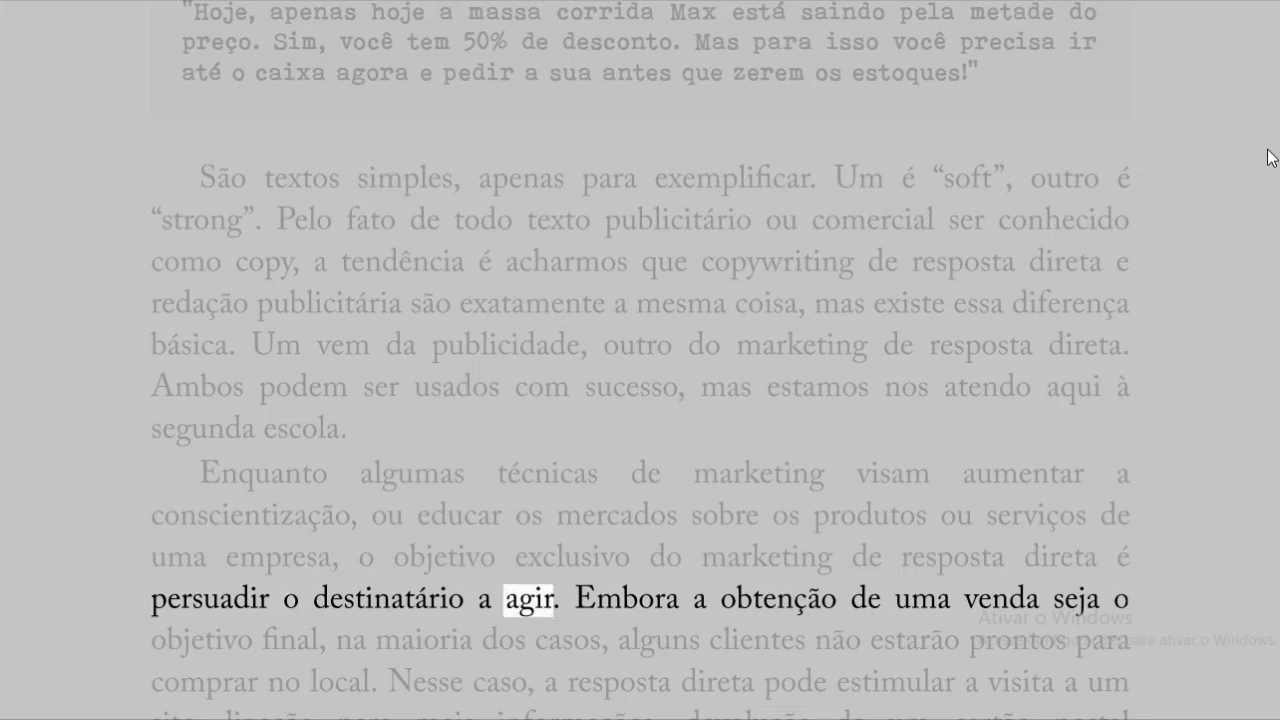 "Hoje, apenas hoje a massa corrida Max está saindo pela metade do
preço. Sim, você tem 50% de desconto. Mas para isso você precisa ir
até o caixa agora e pedir a sua antes que zerem os estoques!"
São textos simples, apenas para exemplificar. Um é “soft”, outro é
“strong”. Pelo fato de todo texto publicitário ou comercial ser conhecido
como copy, a tendência é acharmos que copywriting de resposta direta e
redação publicitária são exatamente a mesma coisa, mas existe essa diferença
básica. Um vem da publicidade, outro do marketing de resposta direta.
Ambos podem ser usados com sucesso, mas estamos nos atendo aqui à
segunda escola.
Enquanto algumas técnicas de marketing visam aumentar a
conscientização, ou educar os mercados sobre os produtos ou serviços de
uma empresa, o objetivo exclusivo do marketing de resposta direta é
persuadir o destinatário a agir. Embora a obtenção de uma venda seja o
Ativar o Windows
objetivo final, na maioria dos casos, alguns clientes não estarão prontos para
para ativar o Windows.
comprar no local. Nesse caso, a resposta direta pode estimular a visita a um